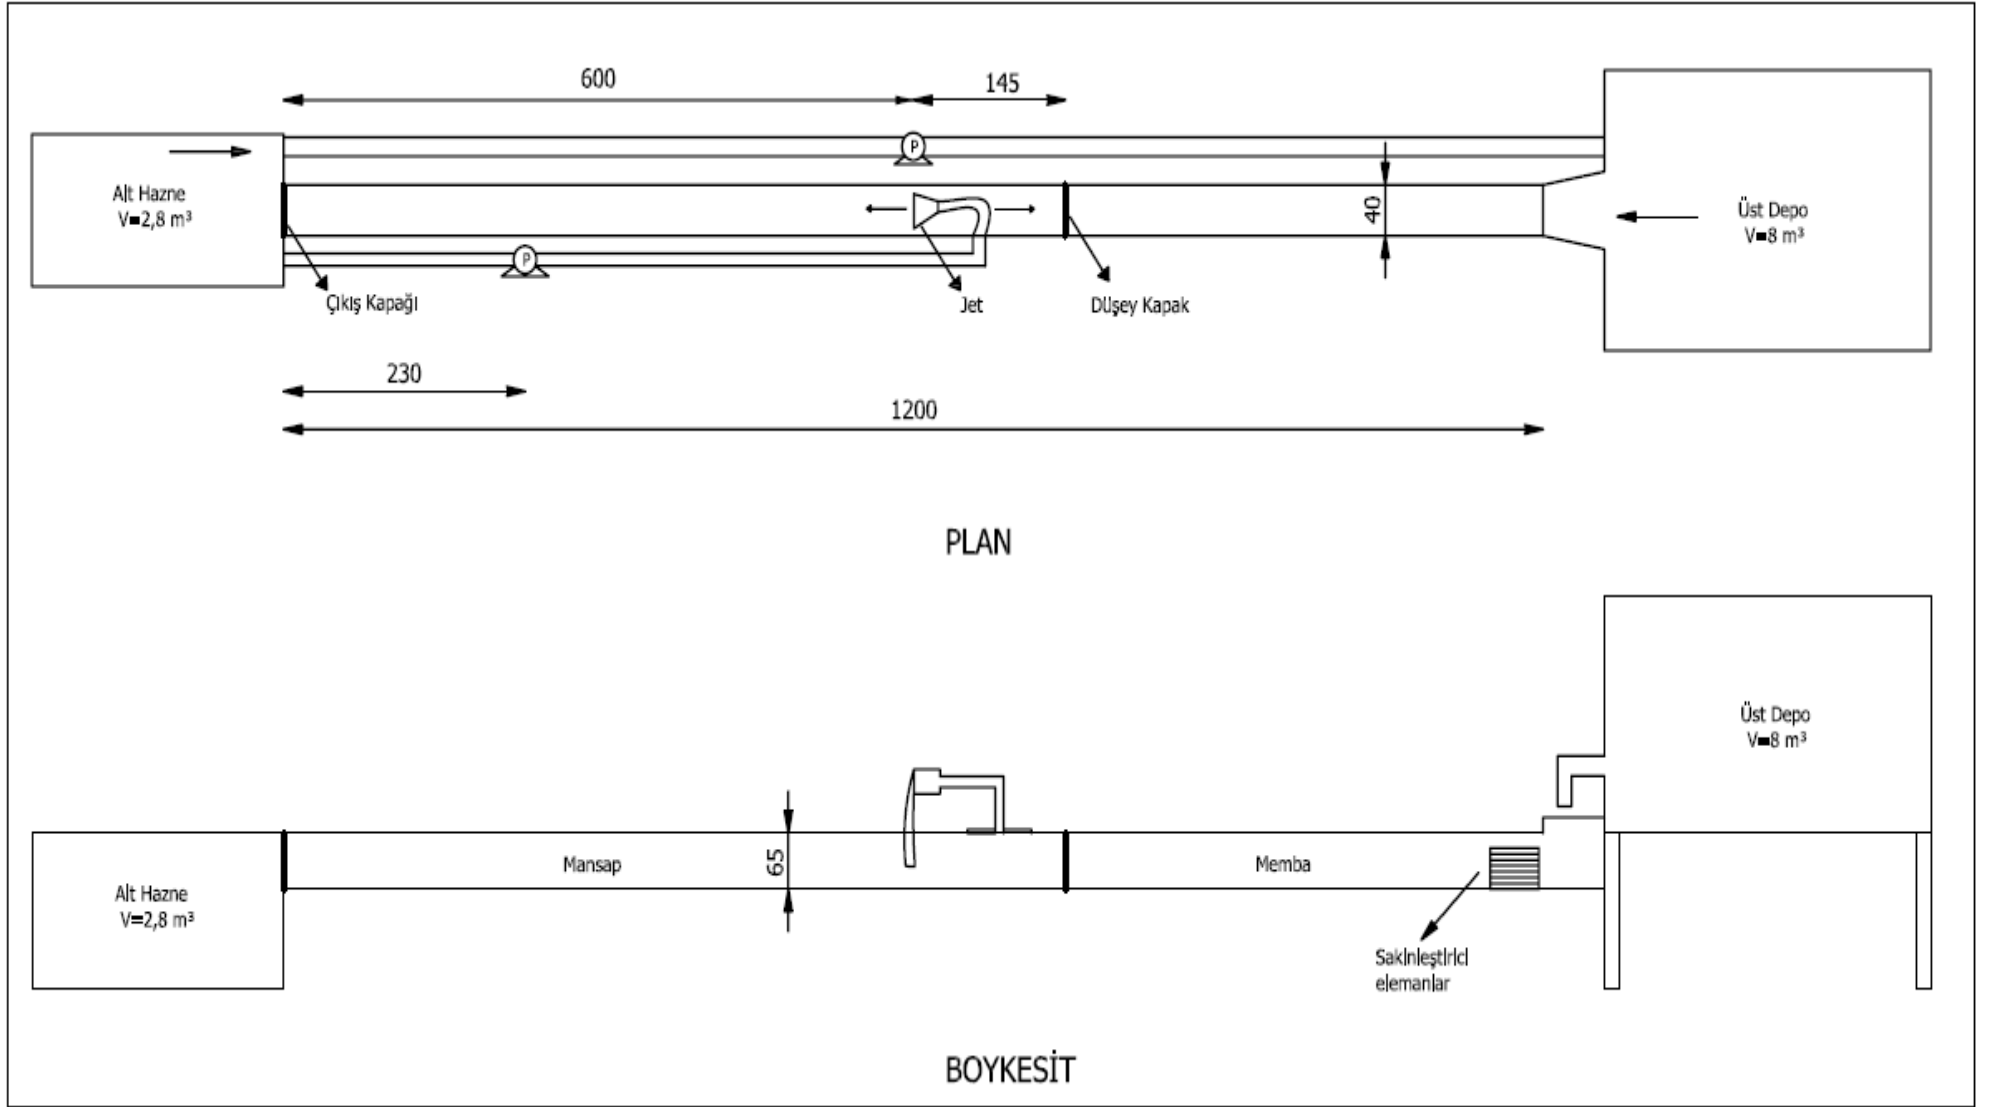 600
145
P
Alt Hazne
V=2,8 m³
40
Üst Depo
V=8 m³
P
Çıkış Kapağı
Jet
Düşey Kapak
230
1200
PLAN
Üst Depo
V=8 m³
Mansap
65
Memba
Alt Hazne
V=2,8 m³
Sakinleştirici
elemanlar
BOYKESİT